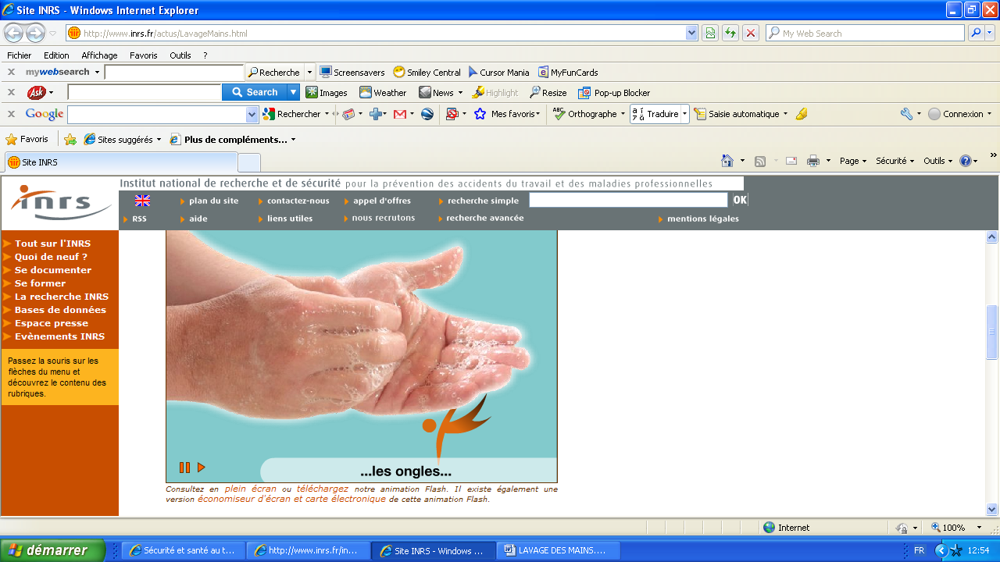 Site INRS - Windows Internet Explorer
http://www.inrs.fr/actus/LavageMains.html
My Web Search
Fichier Edition Affichage Favoris Outils ?
mywebsearch Recherche Screensavers Smiley Central Cursor Mania MyFunCards
Ask Search Images Weather News Highlight Resize Pop-up Blocker
Google Rechercher Mes favoris ABC Orthographe Traduire Saisie automatique Connexion
Favoris Sites suggérés Plus de compléments...
Site INRS Page Sécurité Outils
Institut national de recherche et de sécurité pour la prévention des accidents du travail et des maladies professionnelles
inrs
plan du site contactez-nous appel d'offres recherche simple OK
RSS aide liens utiles nous recrutons recherche avancée mentions légales
Tout sur l'INRS
Quoi de neuf ?
Se documenter
Se former
La recherche INRS
Bases de données
Espace presse
Evènements INRS
Passez la souris sur les
flèches du menu et
découvrez le contenu des
rubriques.
...les ongles...
Consultez en plein écran ou téléchargez notre animation Flash. Il existe également une
version économiseur d'écran et carte électronique de cette animation Flash.
Internet 100%
démarrer Sécurité et santé au t... http://www.inrs.fr/in... Site INRS - Windows ... LAVAGE DES MAINS.... FR 12:54